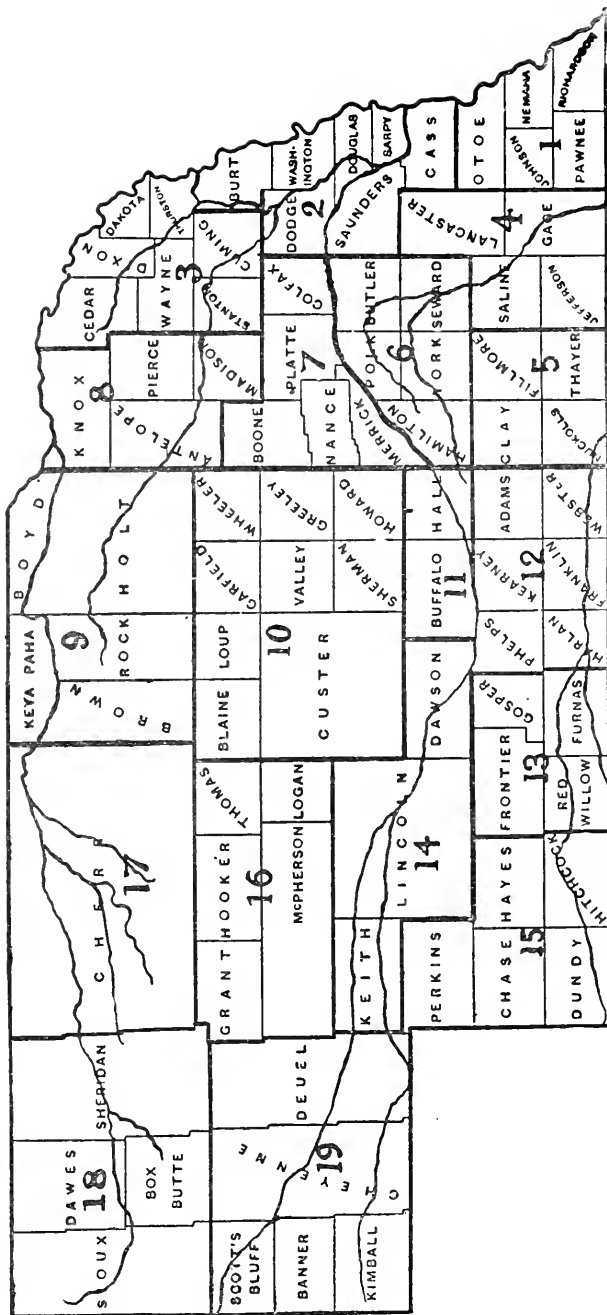 BOYD
KEYA PAHA
KNOX
CEDAR
DIXON
DAKOTA
THURSTON
SIOUX
DAWES
18
SHERIDAN
BOX
BUTTE
CHERRY
17
BROWN
ROCK
9
HOLT
8
ANTELOPE
PIERCE
WAYNE
3
MADISON
STANTON
CUMING
BURT
SCOTT'S
BLUFF
BANNER
KIMBALL
CHEYENNE
19
DEUEL
GRANT
HOOKER
THOMAS
16
McPHERSON
LOGAN
BLAINE
LOUP
GARFIELD
WHEELER
10
CUSTER
VALLEY
GREELEY
SHERMAN
HOWARD
BOONE
PLATTE
7
NANCE
COLFAX
DODGE
2
WASH-
INGTON
DOUGLAS
SARPY
SAUNDERS
MERRICK
POLK
BUTLER
KEITH
LINCOLN
14
PERKINS
DAWSON
BUFFALO
11
HALL
HAMILTON
6
YORK
SEWARD
LANCASTER
CASS
OTOE
4
CHASE
HAYES
15
FRONTIER
GOSPER
13
PHELPS
KEARNEY
12
ADAMS
CLAY
FILLMORE
5
SALINE
GAGE
JOHNSON
NEMAHA
1
DUNDY
HITCHCOCK
RED
WILLOW
FURNAS
HARLAN
FRANKLIN
WEBSTER
NUCKOLLS
THAYER
JEFFERSON
PAWNEE
RICHARDSON